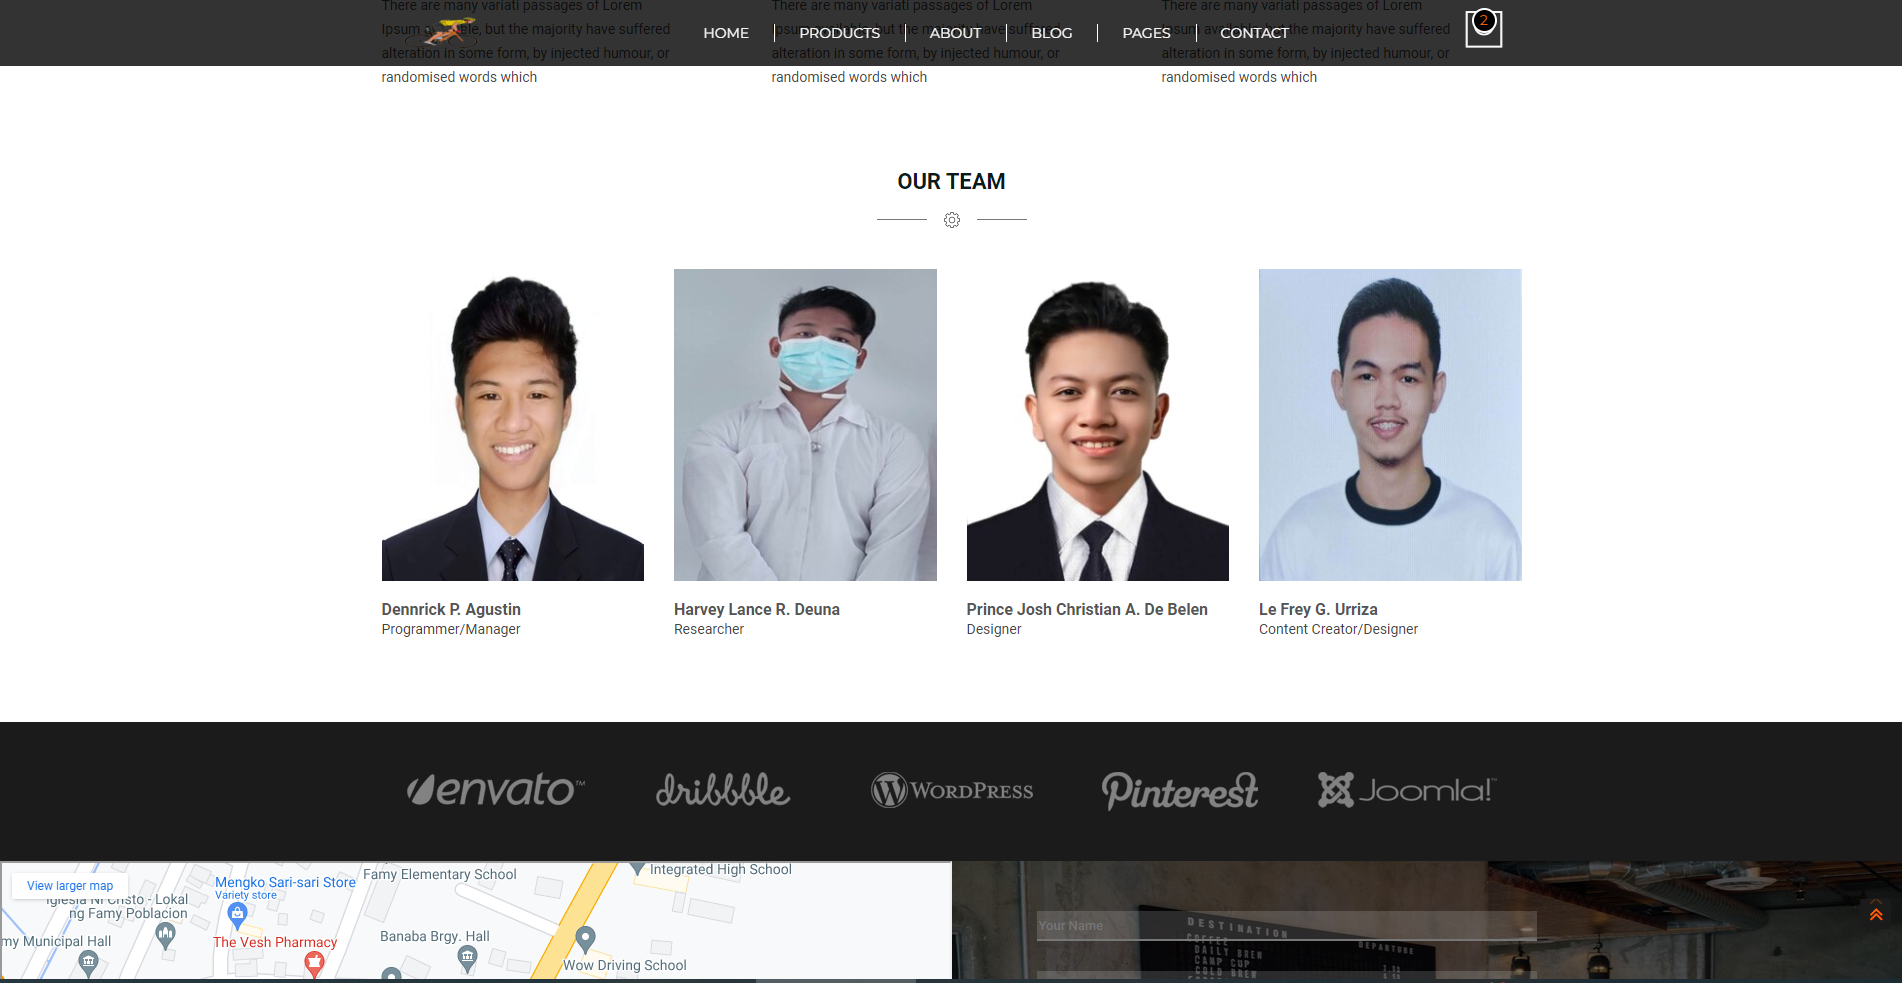 There are many variati passages of Lorem
Ipsum available, but the majority have suffered
alteration in some form, by injected humour, or
randomised words which
There are many variati passages of Lorem
Ipsum available, but the majority have suffered
alteration in some form, by injected humour, or
randomised words which
There are many variati passages of Lorem
Ipsum available, but the majority have suffered
alteration in some form, by injected humour, or
randomised words which
HOME
PRODUCTS
ABOUT
BLOG
PAGES
CONTACT
2
OUR TEAM
Dennrick P. Agustin
Programmer/Manager
Harvey Lance R. Deuna
Researcher
Prince Josh Christian A. De Belen
Designer
Le Frey G. Urriza
Content Creator/Designer
envato™
dribbble
WORDPRESS
Pinterest
Joomla!™
View larger map
Iglesia Ni Cristo - Lokal
ng Famy Poblacion
my Municipal Hall
Mengko Sari-sari Store
Variety store
The Vesh Pharmacy
Famy Elementary School
Banaba Brgy. Hall
Integrated High School
Wow Driving School
Your Name
DESTINATION
DEPARTURE
COFFEE
DAILY BREW
CAMP CUP
COLD BREW